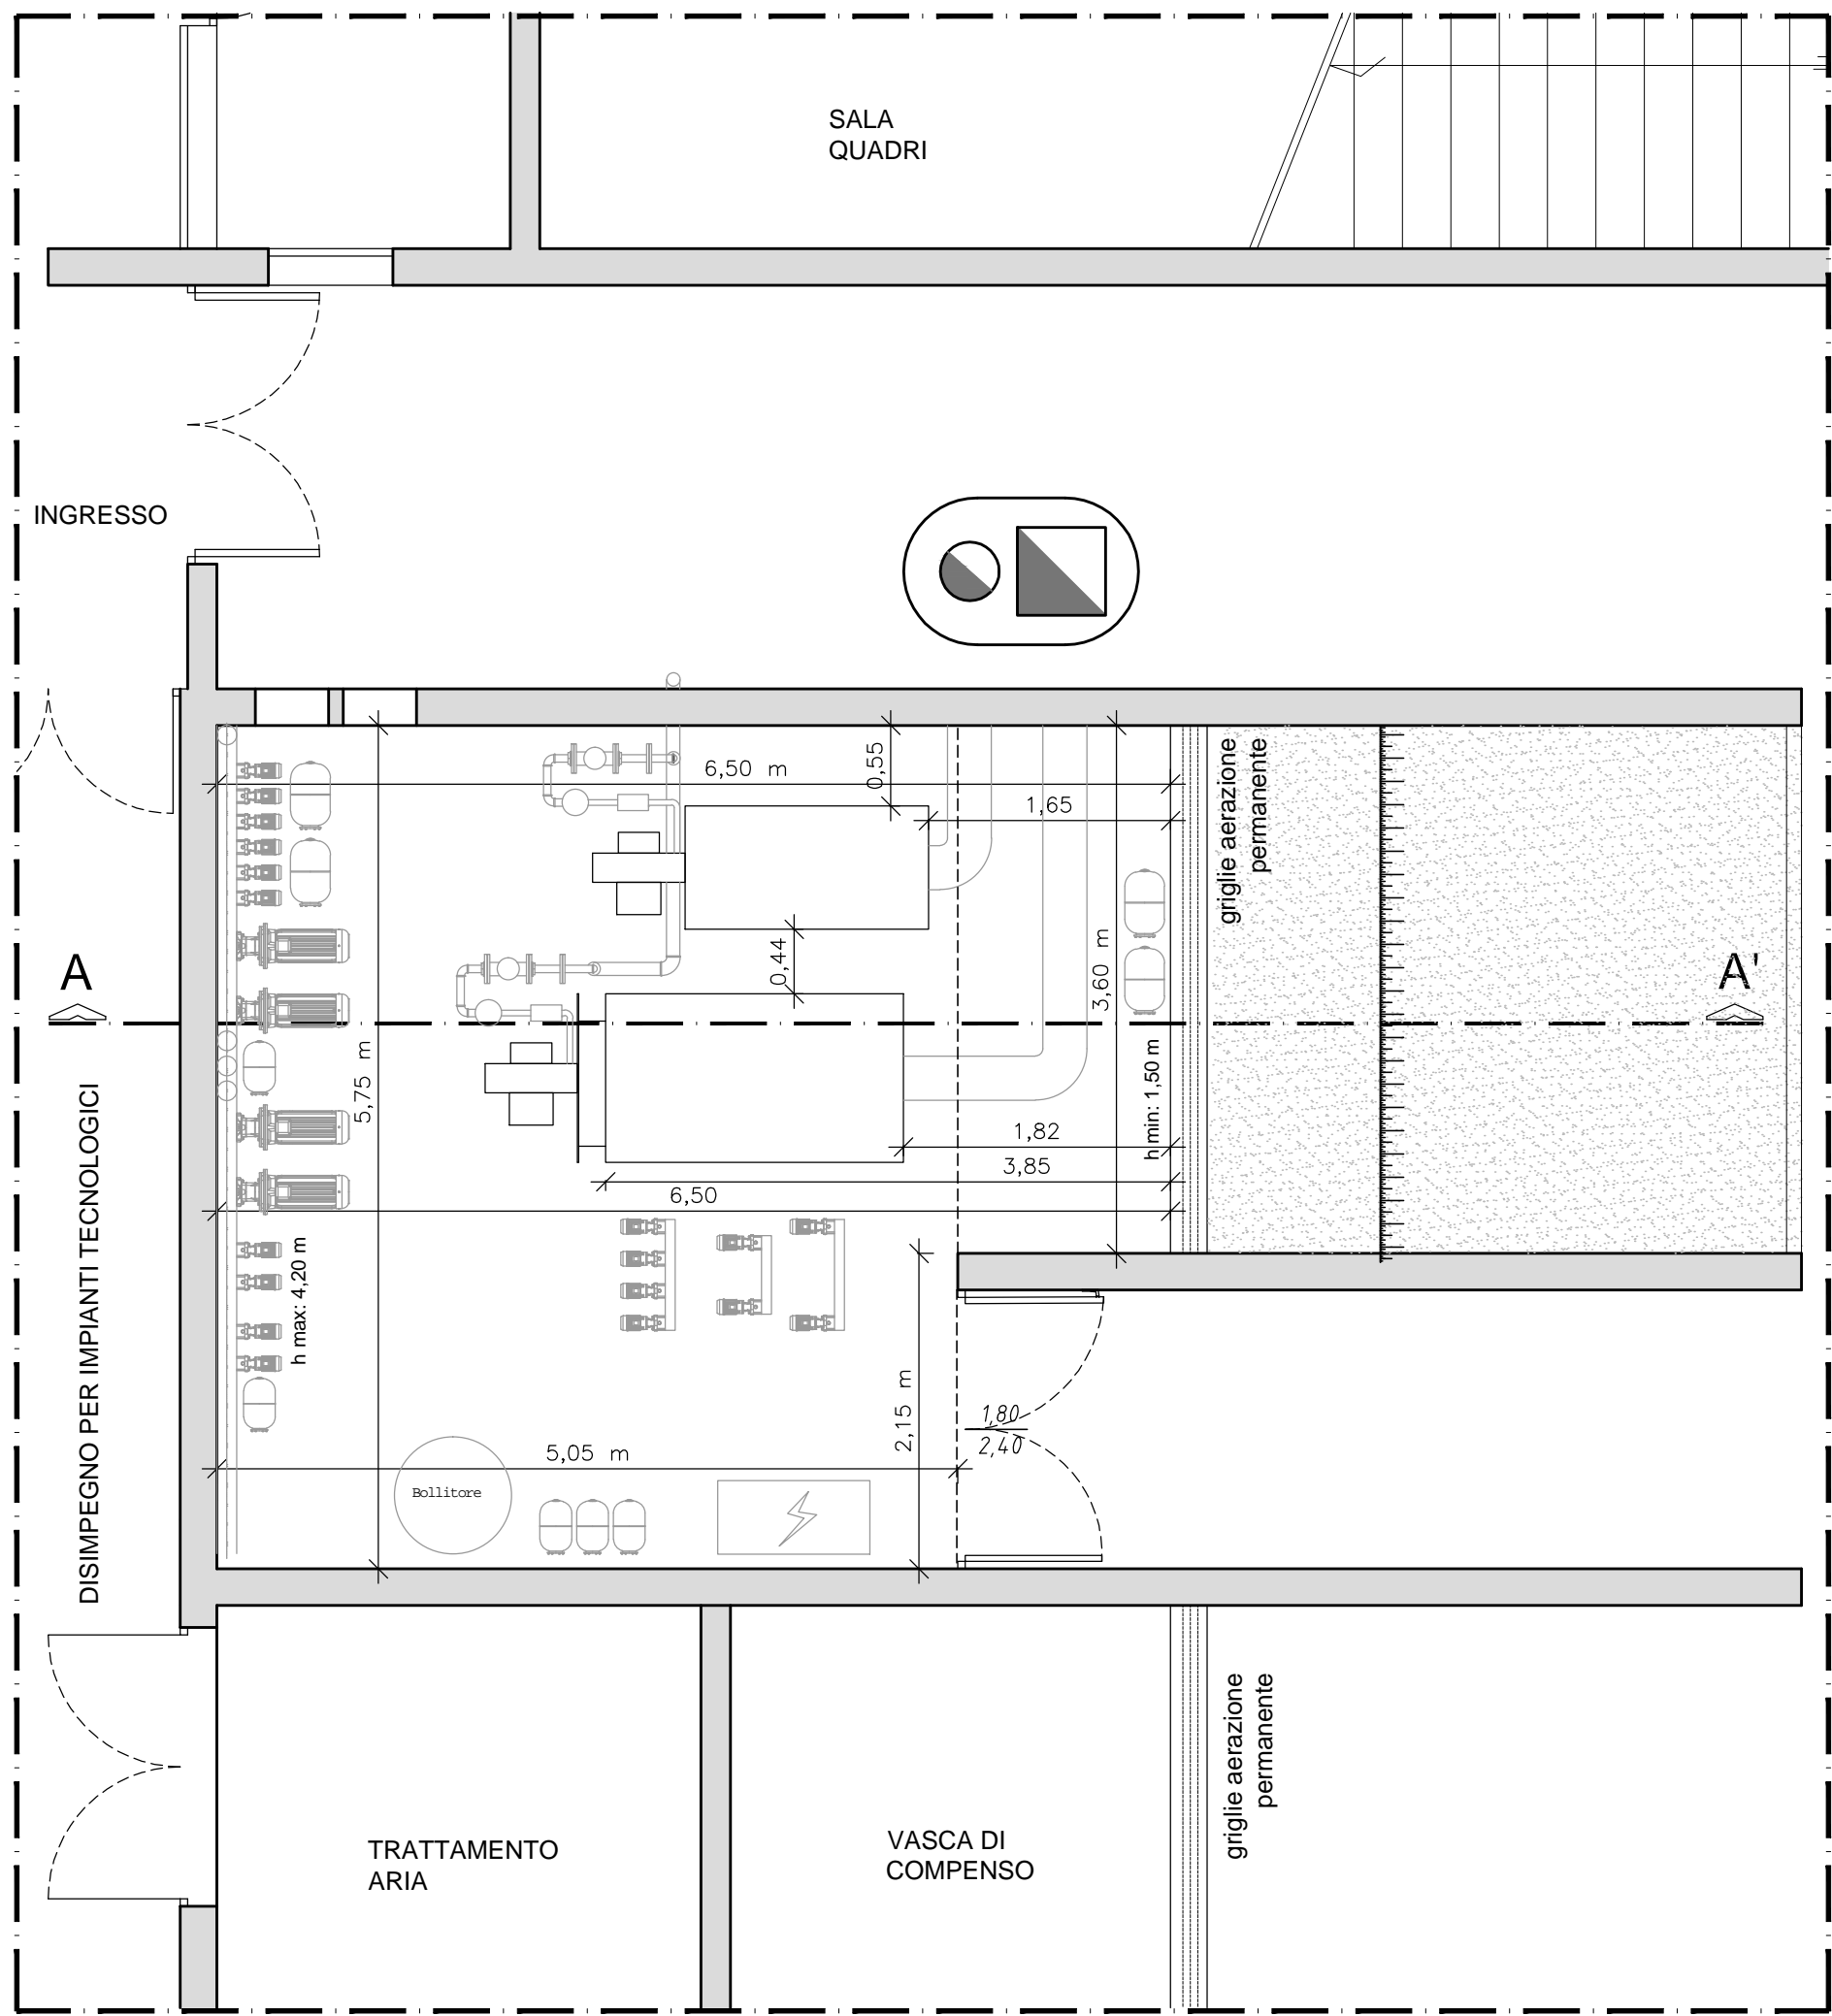 SALA
QUADRI
INGRESSO
6,50 m
0,55
1,65
griglie aerazione
permanente
A
0,44
3,60 m
A'
5,75 m
hmin: 1,50 m
DISIMPEGNO PER IMPIANTI TECNOLOGICI
1,82
3,85
6,50
h max: 4,20 m
2,15 m
1,80
2,40
5,05 m
Bollitore
griglie aerazione
permanente
TRATTAMENTO
ARIA
VASCA DI
COMPENSO